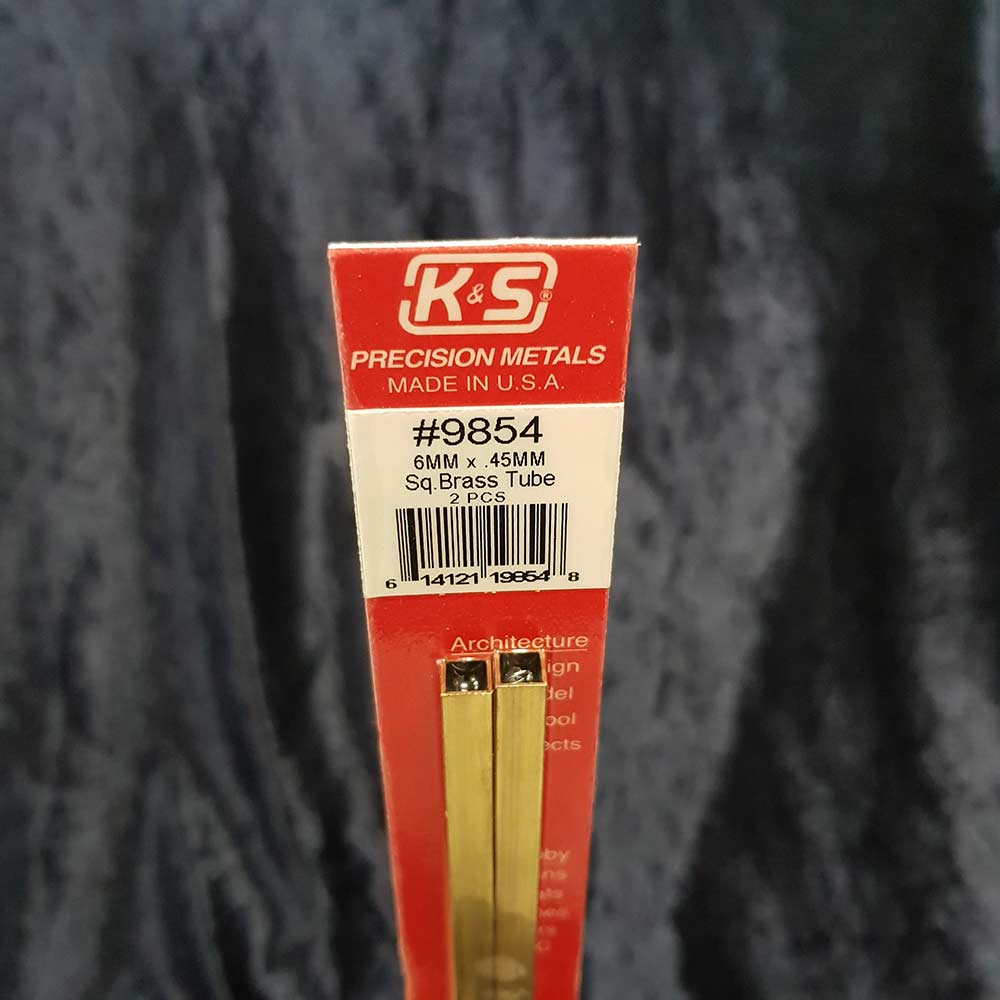 K&S®
PRECISION METALS
MADE IN U.S.A.
#9854
6MM x .45MM
Sq.Brass Tube
2 PCS
6 14121 19854 8
Architecture